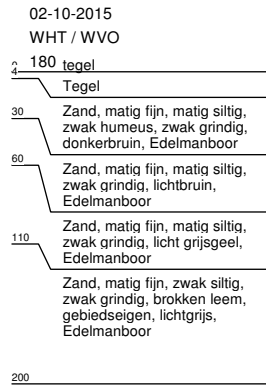 02-10-2015
WHT / WVO
180 tegel
4
Tegel
30
Zand, matig fijn, matig siltig,
zwak humeus, zwak grindig,
donkerbruin, Edelmanboor
60
Zand, matig fijn, matig siltig,
zwak grindig, lichtbruin,
Edelmanboor
110
Zand, matig fijn, matig siltig,
zwak grindig, licht grijsgeel,
Edelmanboor
Zand, matig fijn, zwak siltig,
zwak grindig, brokken leem,
gebiedseigen, lichtgrijs,
Edelmanboor
200